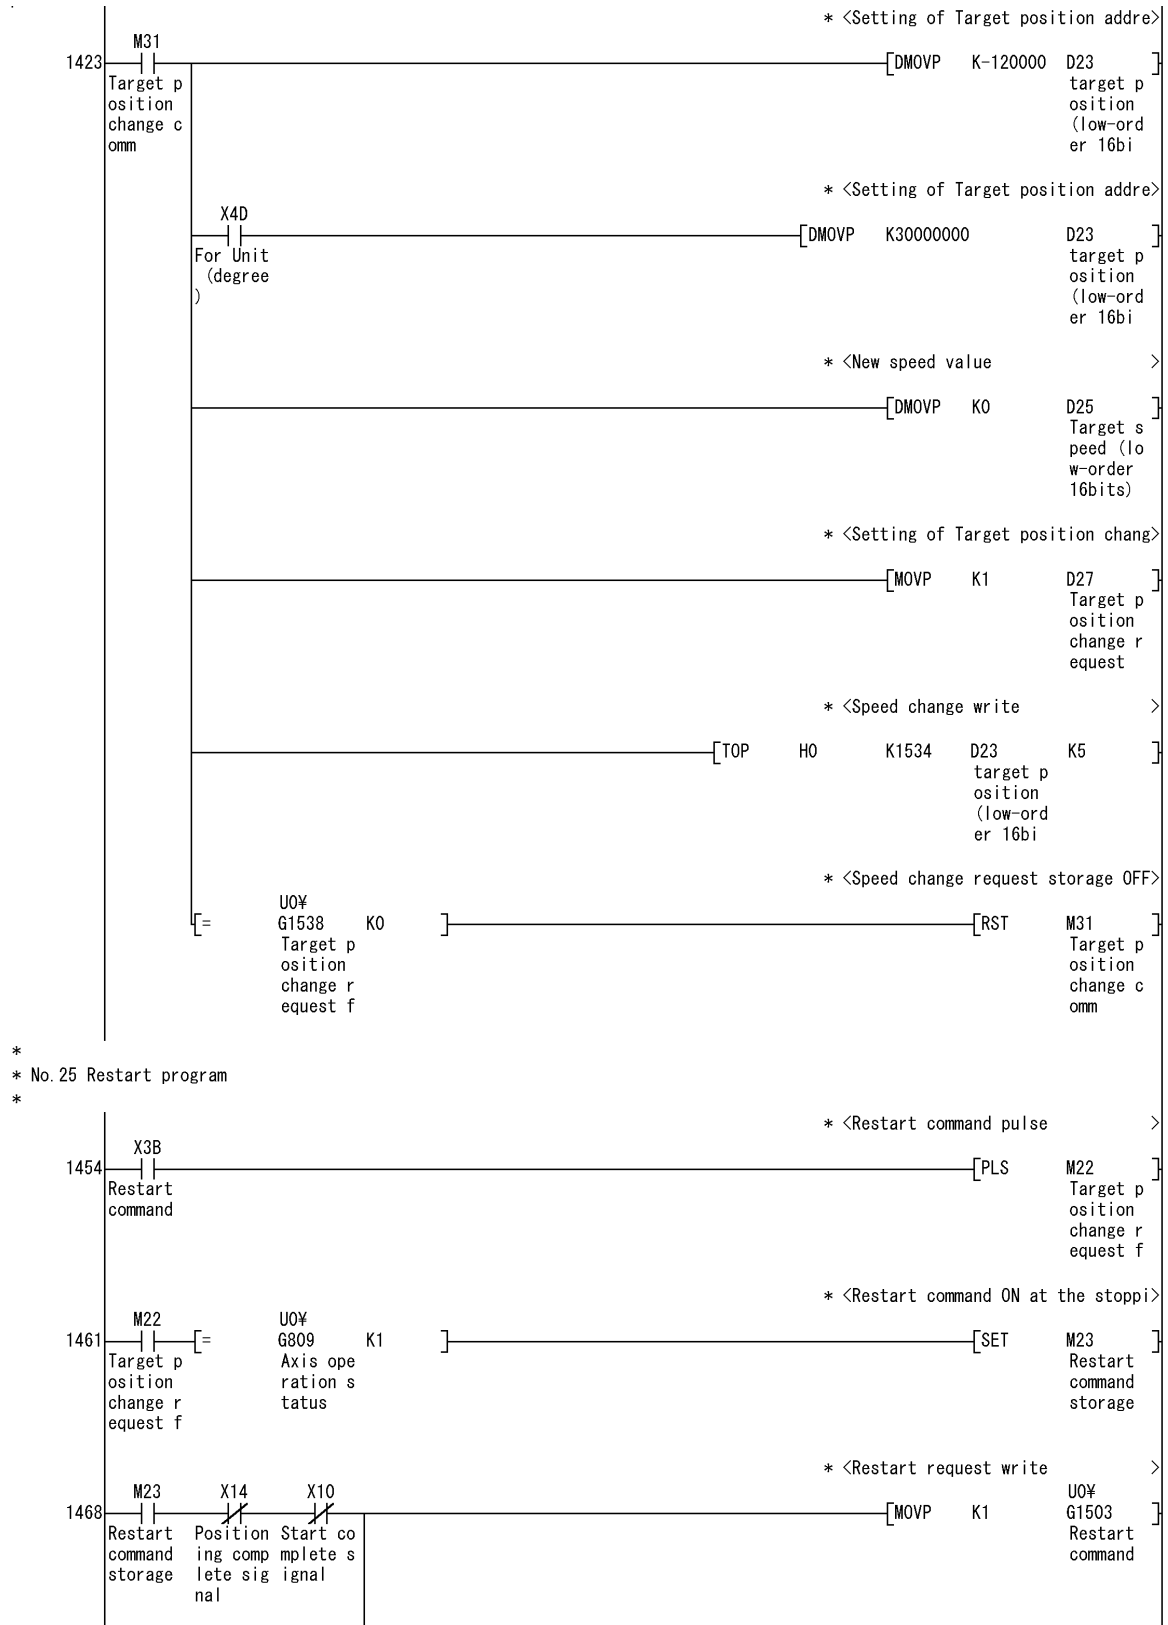 * <Setting of Target position addre>
M31
1423 [DMOVP K-120000 D23 ]
Target p target p
osition osition
change c (low-ord
omm er 16bi
* <Setting of Target position addre>
X4D
[DMOVP K30000000 D23 ]
For Unit target p
(degree osition
) (low-ord
er 16bi
* <New speed value >
[DMOVP K0 D25 ]
Target s
peed (lo
w-order
16bits)
* <Setting of Target position chang>
[MOVP K1 D27 ]
Target p
osition
change r
equest
* <Speed change write >
[TOP H0 K1534 D23 K5 ]
target p
osition
(low-ord
er 16bi
* <Speed change request storage OFF>
U0¥
[= G1538 K0 ] [RST M31 ]
Target p Target p
osition osition
change r change c
equest f omm
*
* No.25 Restart program
*
* <Restart command pulse >
X3B
1454 [PLS M22 ]
Restart Target p
command osition
change r
equest f
* <Restart command ON at the stoppi>
M22 U0¥
1461 [= G809 K1 ] [SET M23 ]
Target p Axis ope Restart
osition ration s command
change r tatus storage
equest f
* <Restart request write >
M23 X14 X10 U0¥
1468 [MOVP K1 G1503 ]
Restart Position Start co Restart
command ing comp mplete s command
storage lete sig ignal
nal